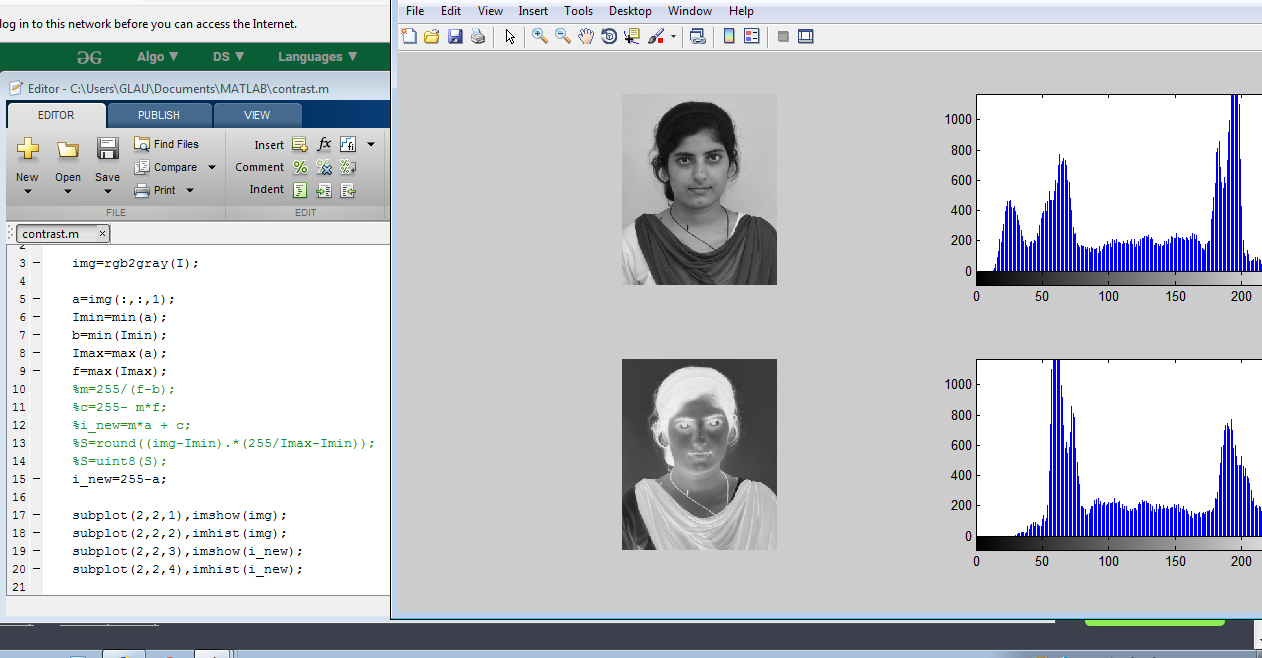 log in to this network before you can access the Internet.
File Edit View Insert Tools Desktop Window Help
GG Algo ▼ DS ▼ Languages ▼
Editor - C:\Users\GLAU\Documents\MATLAB\contrast.m
EDITOR PUBLISH VIEW
New Open Save
Find Files
Compare
Print
Insert fx
Comment
Indent
FILE EDIT
contrast.m ×
2
3 — img=rgb2gray(I);
4
5 — a=img(:,:,1);
6 — Imin=min(a);
7 — b=min(Imin);
8 — Imax=max(a);
9 — f=max(Imax);
10 %m=255/(f-b);
11 %c=255- m*f;
12 %i_new=m*a + c;
13 %S=round((img-Imin).*(255/Imax-Imin));
14 %S=uint8(S);
15 — i_new=255-a;
16
17 — subplot(2,2,1),imshow(img);
18 — subplot(2,2,2),imhist(img);
19 — subplot(2,2,3),imshow(i_new);
20 — subplot(2,2,4),imhist(i_new);
21
1000
800
600
400
200
0
0 50 100 150 200
1000
800
600
400
200
0
0 50 100 150 200